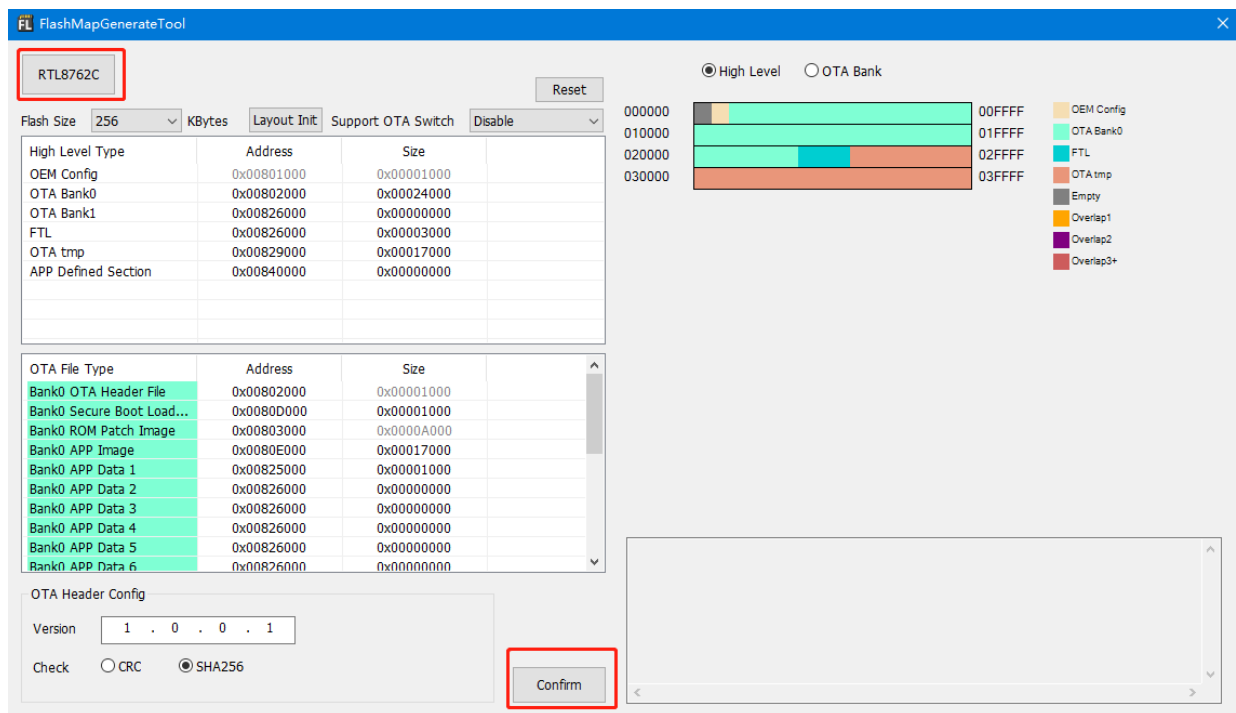 FL FlashMapGenerateTool
RTL8762C
Reset
Flash Size 256 KBytes Layout Init Support OTA Switch Disable
High Level Type Address Size
OEM Config 0x00801000 0x00001000
OTA Bank0 0x00802000 0x00024000
OTA Bank1 0x00826000 0x00000000
FTL 0x00826000 0x00003000
OTA tmp 0x00829000 0x00017000
APP Defined Section 0x00840000 0x00000000
OTA File Type Address Size
Bank0 OTA Header File 0x00802000 0x00001000
Bank0 Secure Boot Load... 0x0080D000 0x00001000
Bank0 ROM Patch Image 0x00803000 0x0000A000
Bank0 APP Image 0x0080E000 0x00017000
Bank0 APP Data 1 0x00825000 0x00001000
Bank0 APP Data 2 0x00826000 0x00000000
Bank0 APP Data 3 0x00826000 0x00000000
Bank0 APP Data 4 0x00826000 0x00000000
Bank0 APP Data 5 0x00826000 0x00000000
Bank0 APP Data 6 0x00826000 0x00000000
OTA Header Config
Version 1 . 0 . 0 . 1
Check CRC SHA256
Confirm
High Level OTA Bank
000000 00FFFF
010000 01FFFF
020000 02FFFF
030000 03FFFF
OEM Config
OTA Bank0
FTL
OTA tmp
Empty
Overlap1
Overlap2
Overlap3+